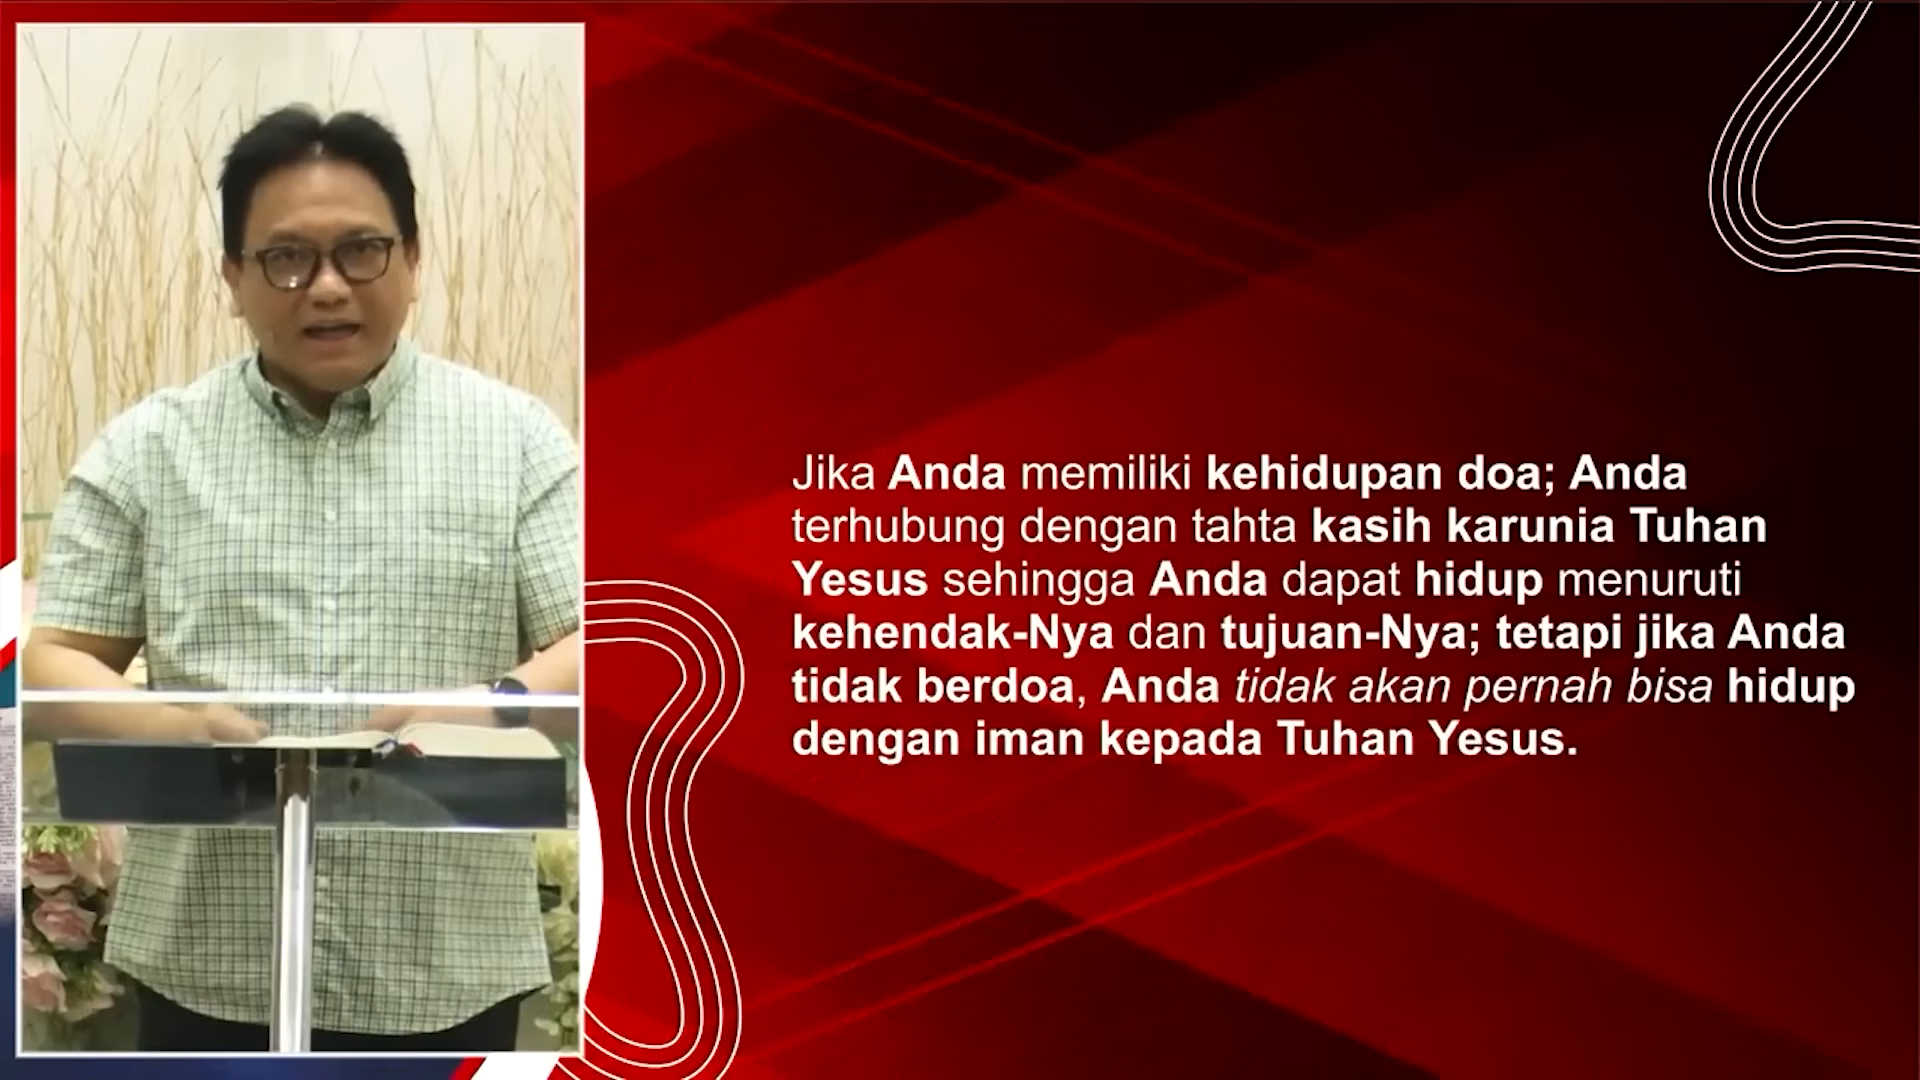 Jika Anda memiliki kehidupan doa; Anda
terhubung dengan tahta kasih karunia Tuhan
Yesus sehingga Anda dapat hidup menuruti
kehendak-Nya dan tujuan-Nya; tetapi jika Anda
tidak berdoa, Anda tidak akan pernah bisa hidup
dengan iman kepada Tuhan Yesus.